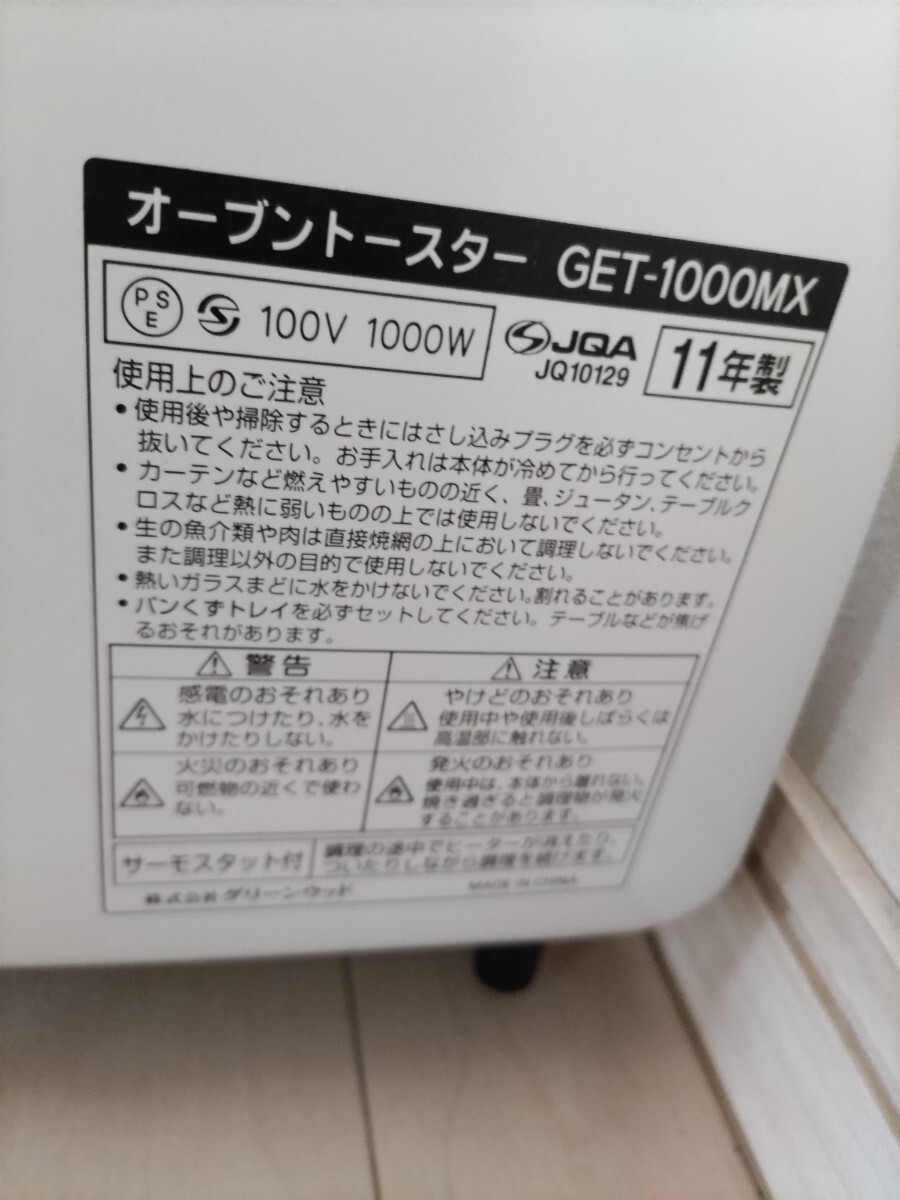 オーブントースター GET-1000MX
PSE 100V 1000W JQA JQ10129 11年製
使用上のご注意
• 使用後や掃除するときにはさし込みプラグを必ずコンセントから
抜いてください。お手入れは本体が冷めてから行ってください。
• カーテンなど燃えやすいものの近く、畳、ジュータン、テーブルク
ロスなど熱に弱いものの上では使用しないでください。
• 生の魚介類や肉は直接焼網の上において調理しないでください。
また調理以外の目的で使用しないでください。
• 熱いガラスまどに水をかけないでください。割れることがあります。
• パンくずトレイを必ずセットしてください。テーブルなどが焦げ
るおそれがあります。
警告
感電のおそれあり
水につけたり、水を
かけたりしない。
火災のおそれあり
可燃物の近くで使わ
ない。
注意
やけどのおそれあり
使用中や使用後しばらくは
高温部に触れない。
発火のおそれあり
使用中は、本体から離れない。
焼き過ぎると調理物が発火
することがあります。
サーモスタット付
調理の途中でヒーターが消えたり、
ついたりしながら調理を続けます。
株式会社 グリーンウッド MADE IN CHINA